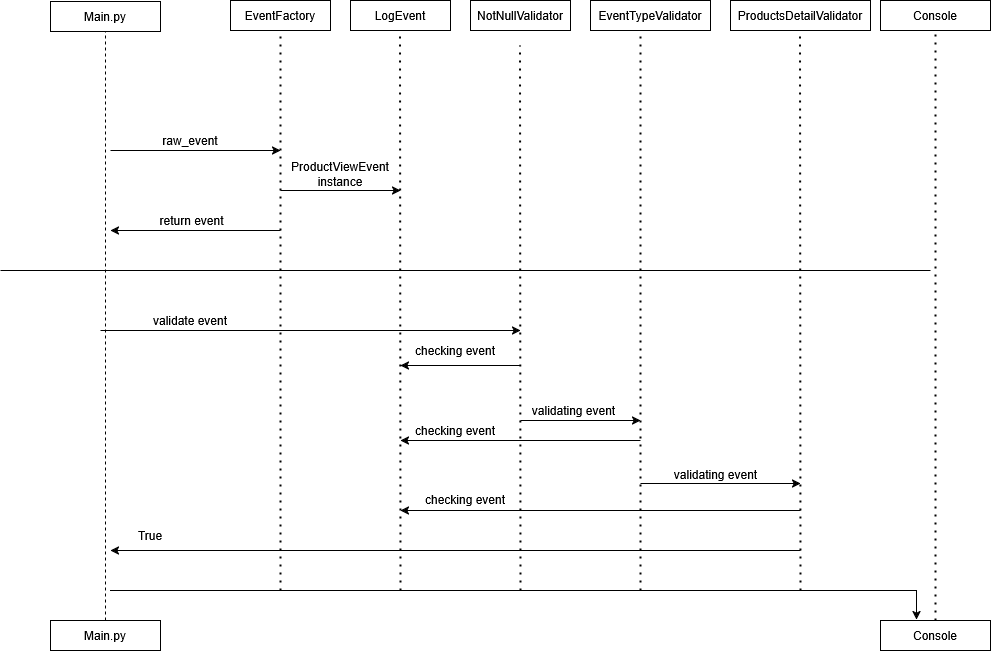 Main.py
EventFactory
LogEvent
NotNullValidator
EventTypeValidator
ProductsDetailValidator
Console
raw_event
ProductViewEvent
instance
return event
validate event
checking event
validating event
checking event
validating event
checking event
True
Main.py
Console